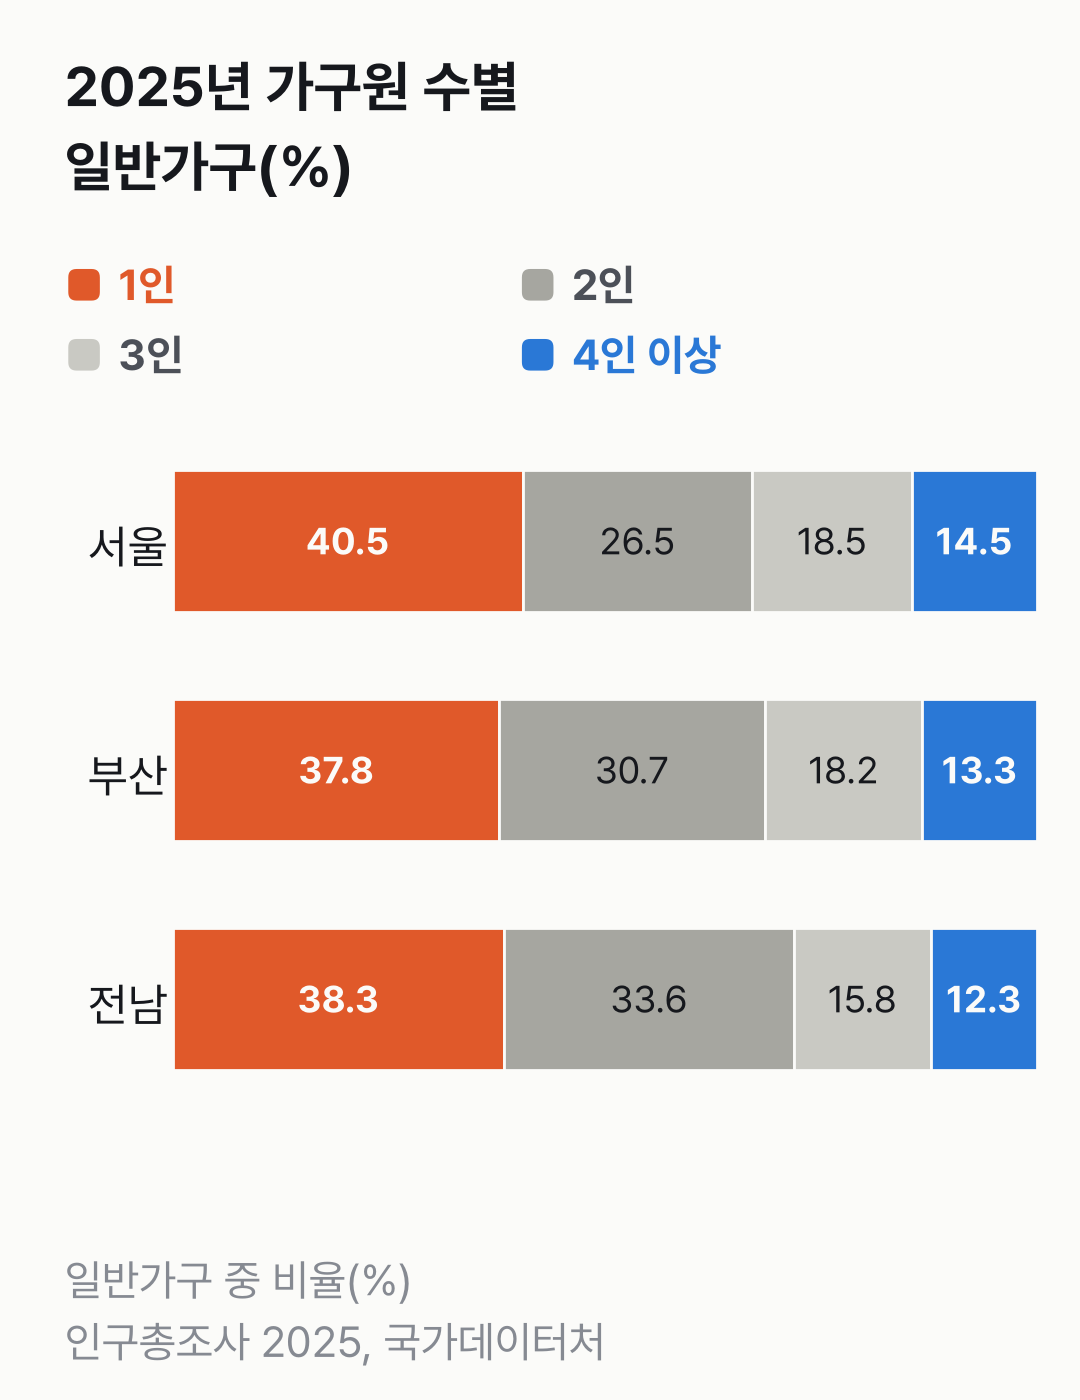 2025년 가구원 수별
일반가구(%)
1인
2인
3인
4인 이상
서울 40.5 26.5 18.5 14.5
부산 37.8 30.7 18.2 13.3
전남 38.3 33.6 15.8 12.3
일반가구 중 비율(%)
인구총조사 2025, 국가데이터처